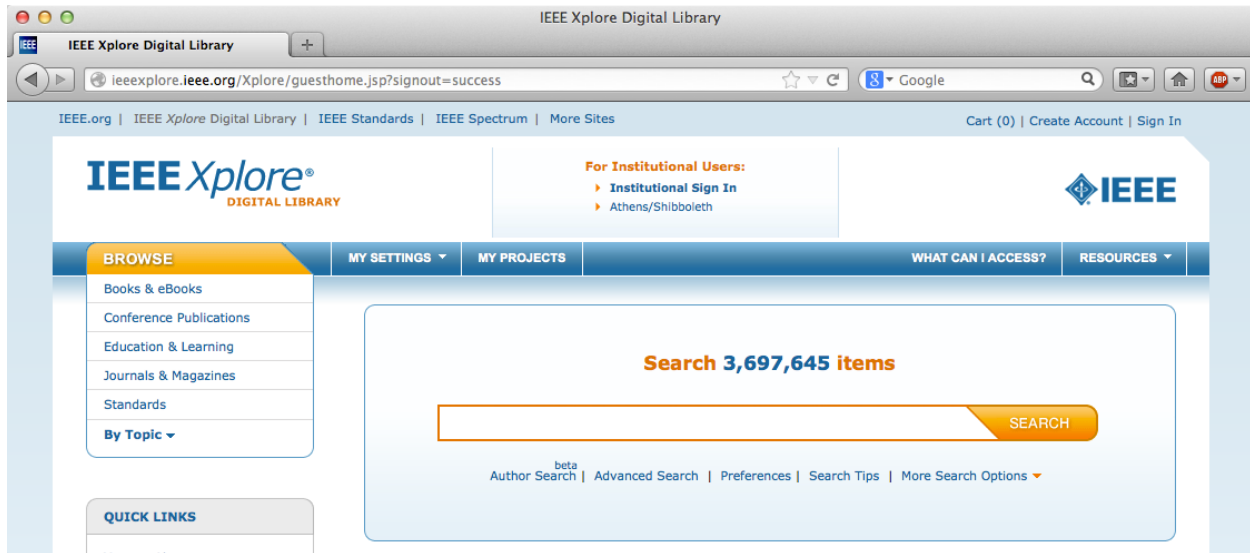 IEEE Xplore Digital Library
IEEE IEEE Xplore Digital Library +
ieeexplore.ieee.org/Xplore/guesthome.jsp?signout=success 8 Google ABP
IEEE.org | IEEE Xplore Digital Library | IEEE Standards | IEEE Spectrum | More Sites Cart (0) | Create Account | Sign In
IEEE Xplore®
DIGITAL LIBRARY
For Institutional Users:
Institutional Sign In
Athens/Shibboleth
IEEE
BROWSE MY SETTINGS MY PROJECTS WHAT CAN I ACCESS? RESOURCES
Books & eBooks
Conference Publications
Education & Learning
Journals & Magazines
Standards
By Topic
Search 3,697,645 items
SEARCH
beta
Author Search | Advanced Search | Preferences | Search Tips | More Search Options
QUICK LINKS